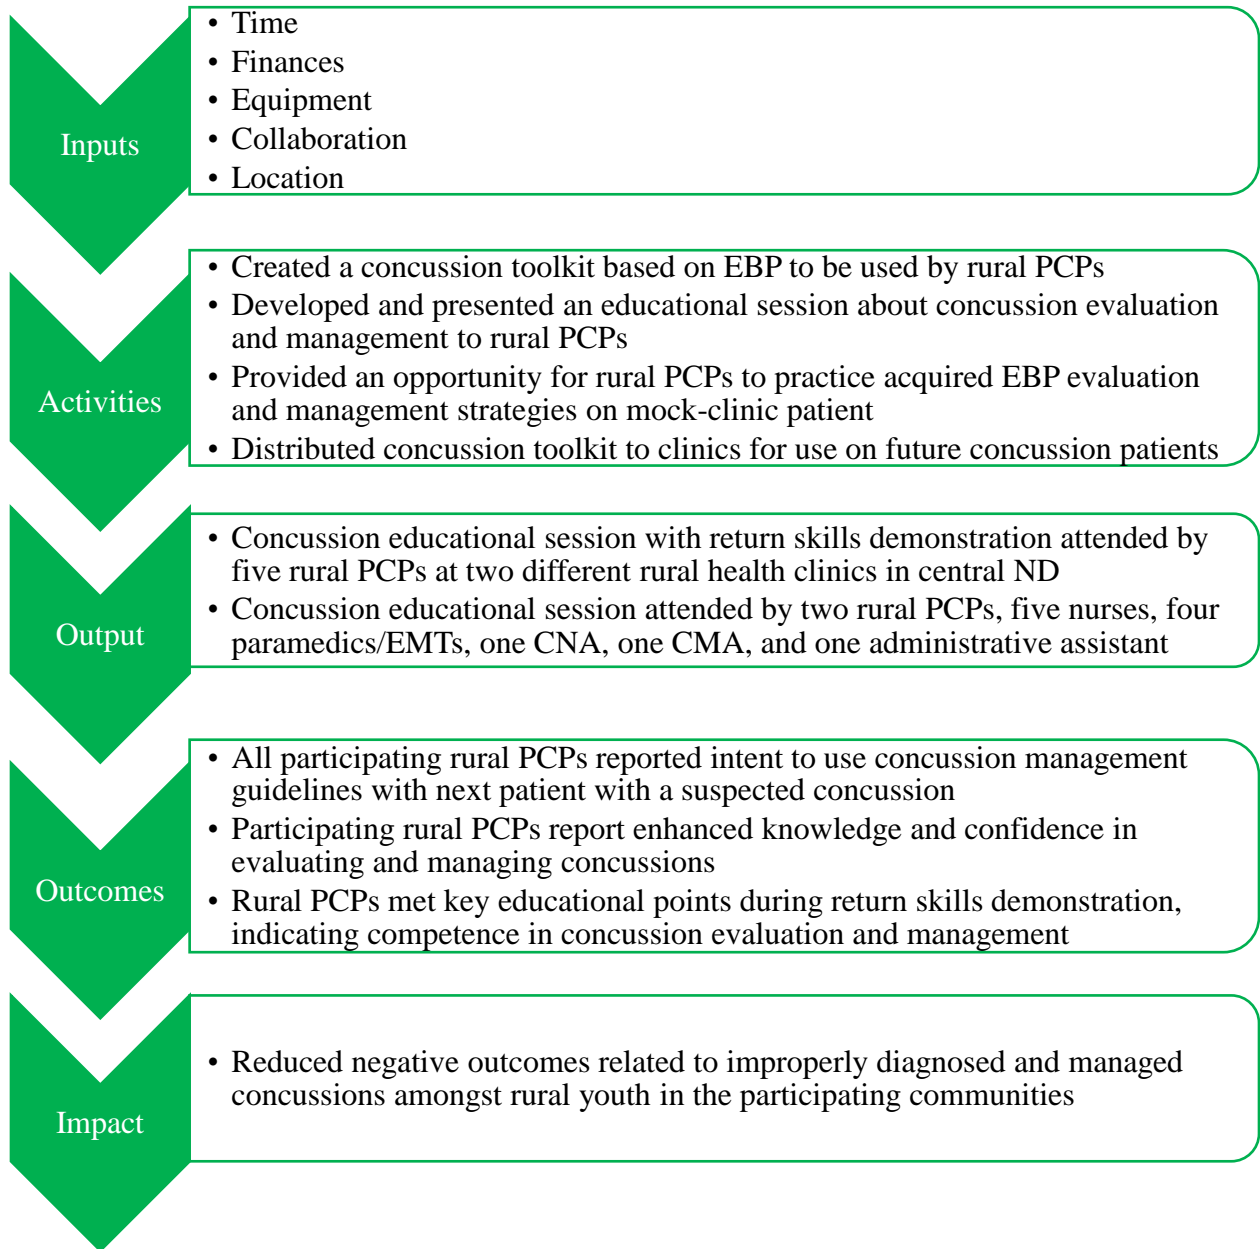 Inputs
• Time
• Finances
• Equipment
• Collaboration
• Location
Activities
• Created a concussion toolkit based on EBP to be used by rural PCPs
• Developed and presented an educational session about concussion evaluation
and management to rural PCPs
• Provided an opportunity for rural PCPs to practice acquired EBP evaluation
and management strategies on mock-clinic patient
• Distributed concussion toolkit to clinics for use on future concussion patients
Output
• Concussion educational session with return skills demonstration attended by
five rural PCPs at two different rural health clinics in central ND
• Concussion educational session attended by two rural PCPs, five nurses, four
paramedics/EMTs, one CNA, one CMA, and one administrative assistant
Outcomes
• All participating rural PCPs reported intent to use concussion management
guidelines with next patient with a suspected concussion
• Participating rural PCPs report enhanced knowledge and confidence in
evaluating and managing concussions
• Rural PCPs met key educational points during return skills demonstration,
indicating competence in concussion evaluation and management
Impact
• Reduced negative outcomes related to improperly diagnosed and managed
concussions amongst rural youth in the participating communities